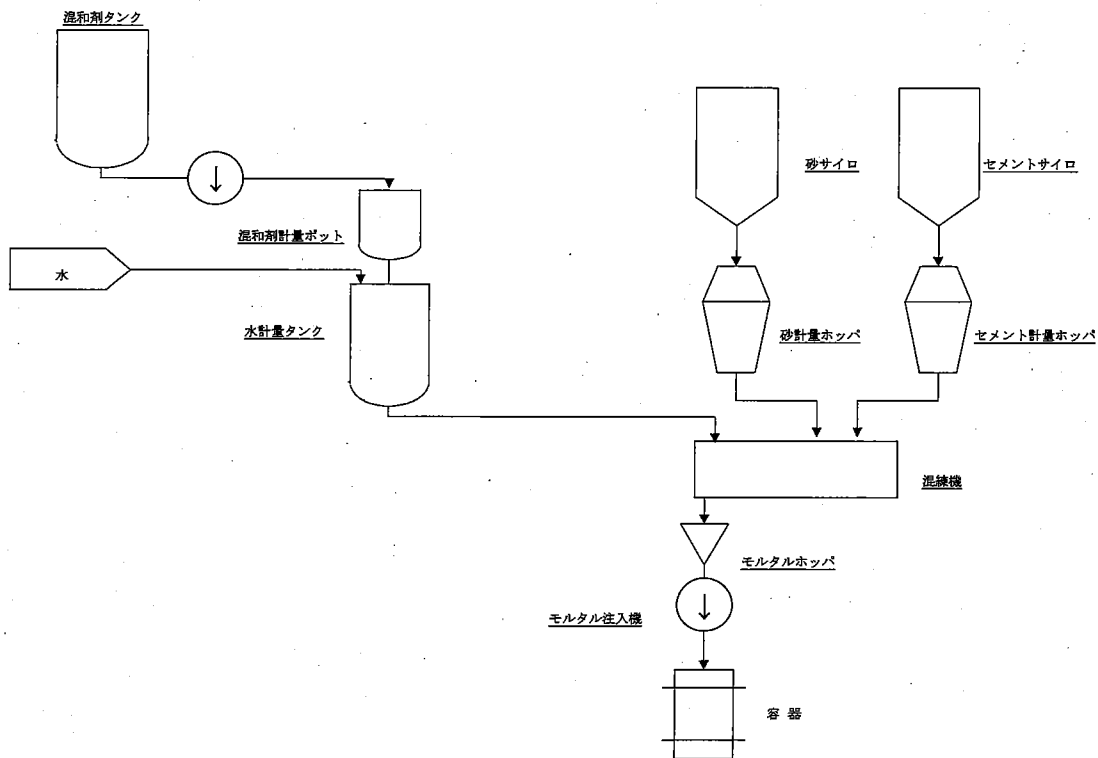 混和剤タンク
砂サイロ
セメントサイロ
混和剤計量ポット
水
水計量タンク
砂計量ホッパ
セメント計量ホッパ
混練機
モルタルホッパ
モルタル注入機
容器